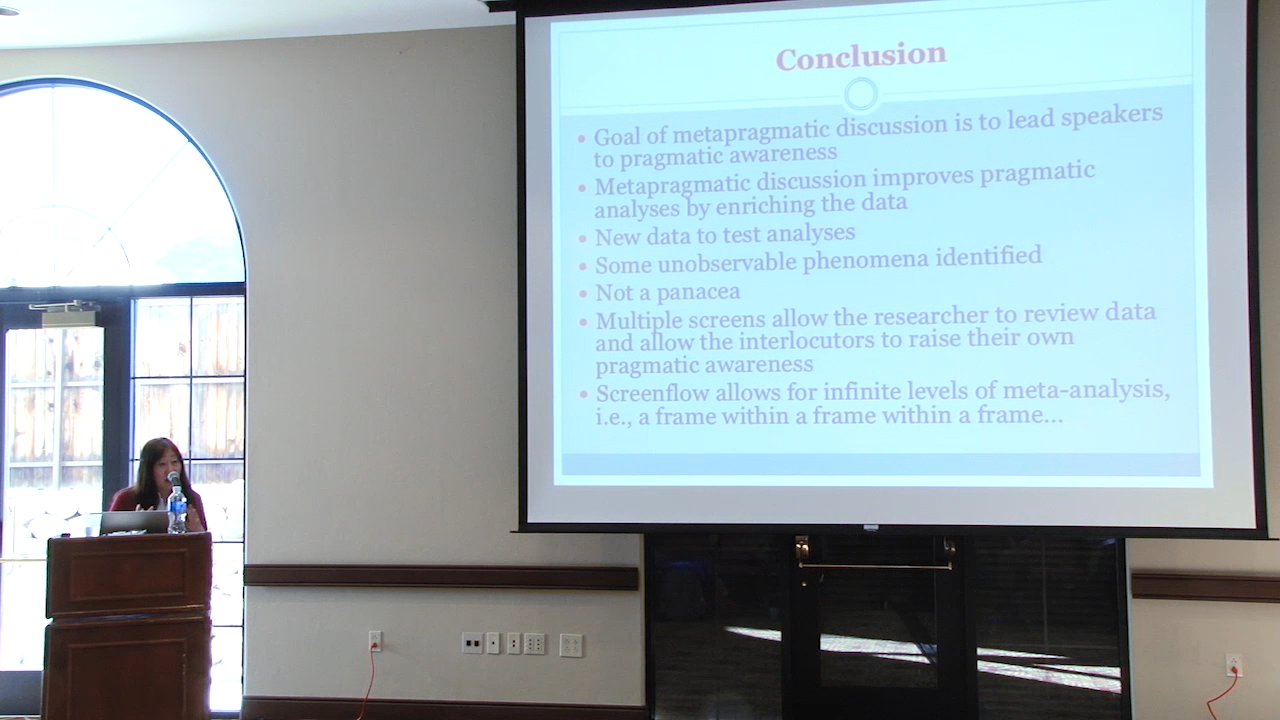 Conclusion
Goal of metapragmatic discussion is to lead speakers
to pragmatic awareness
Metapragmatic discussion improves pragmatic
analyses by enriching the data
New data to test analyses
Some unobservable phenomena identified
Not a panacea
Multiple screens allow the researcher to review data
and allow the interlocutors to raise their own
pragmatic awareness
Screenflow allows for infinite levels of meta-analysis,
i.e., a frame within a frame within a frame...